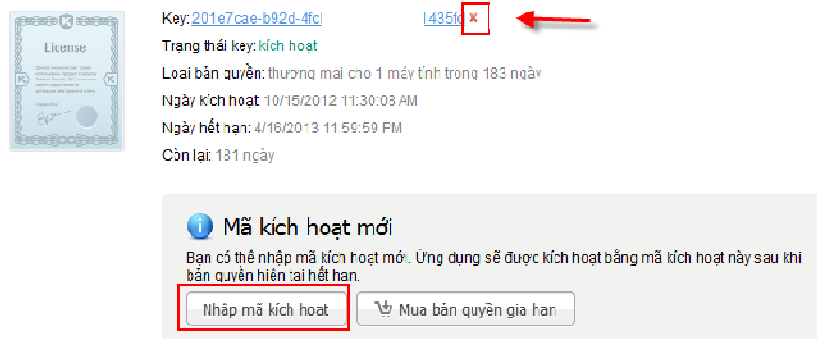 Key: 201e7cae-b92d-4fcl 1435fc
License
Trạng thái key: kích hoạt
Loại bản quyền: thương mại cho 1 máy tính trong 183 ngày
Ngày kích hoạt: 10/15/2012 11:30:03 AM
Ngày hết hạn: 4/16/2013 11:59:59 PM
Còn lại: 131 ngày
Mã kích hoạt mới
Bạn có thể nhập mã kích hoạt mới. Ứng dụng sẽ được kích hoạt bằng mã kích hoạt này sau khi
bản quyền hiện tại hết hạn.
Nhập mã kích hoạt
Mua bản quyền gia hạn